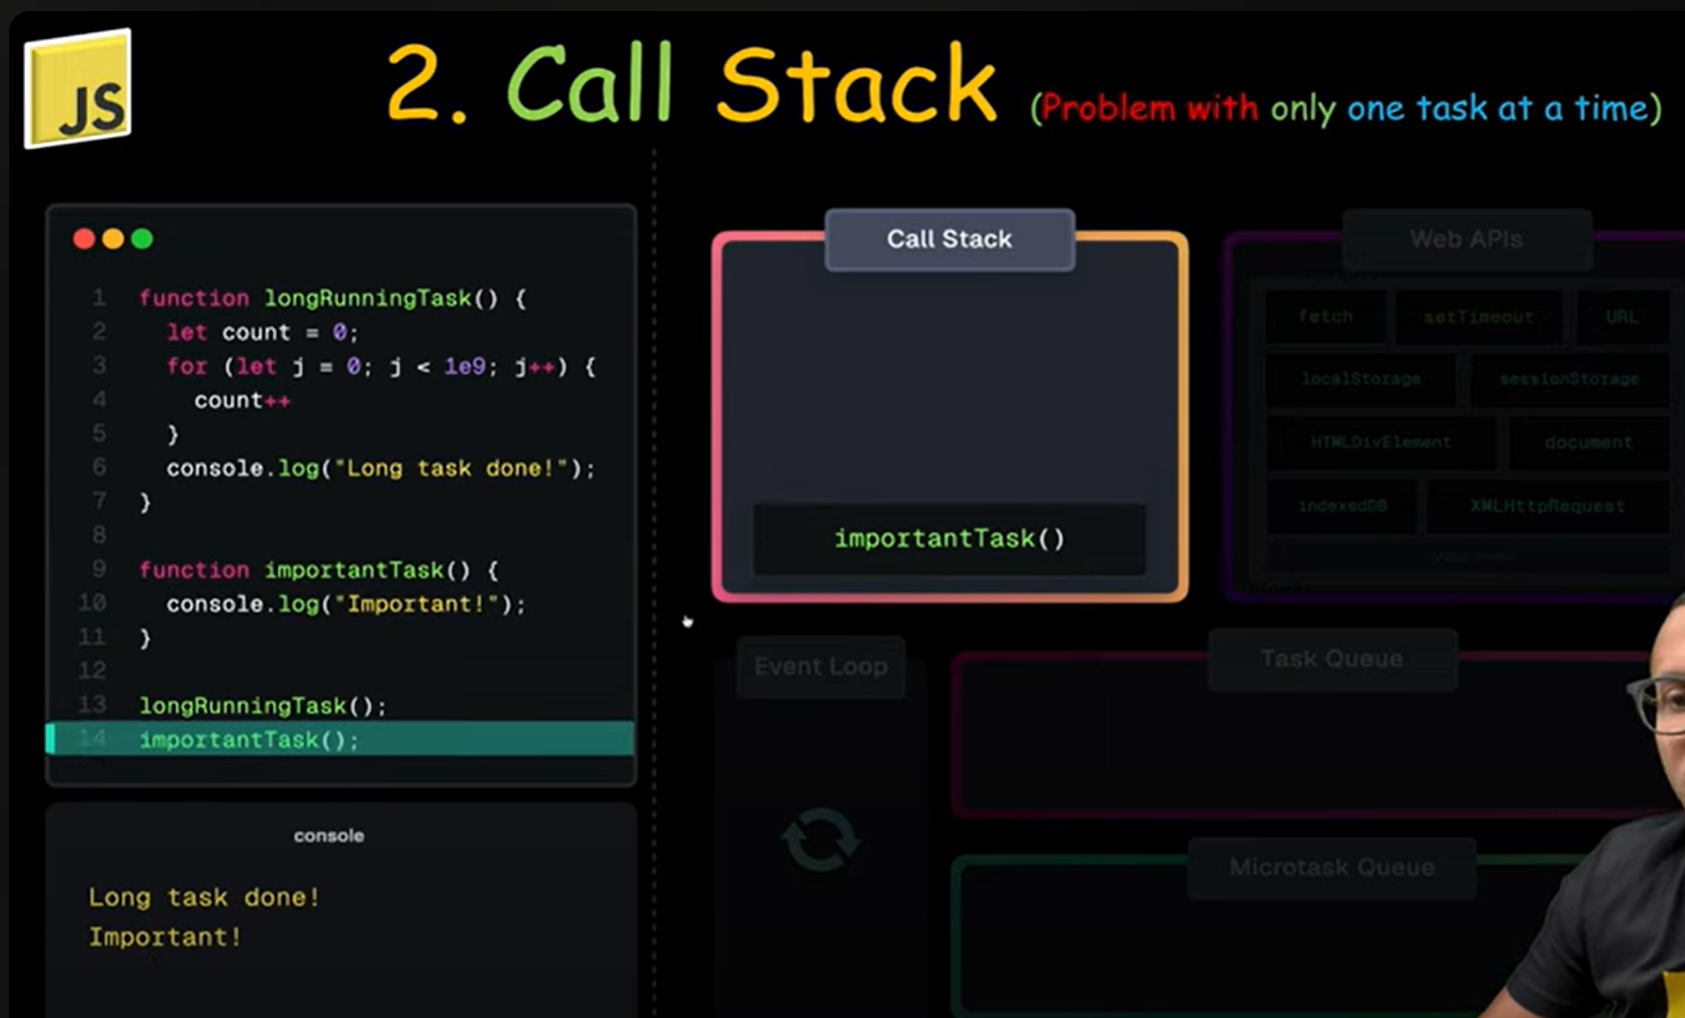 JS
2. Call Stack (Problem with only one task at a time)
1 function longRunningTask() {
2 let count = 0;
3 for (let j = 0; j < 1e9; j++) {
4 count++
5 }
6 console.log("Long task done!");
7 }
8
9 function importantTask() {
10 console.log("Important!");
11 }
12
13 longRunningTask();
14 importantTask();
console
Long task done!
Important!
Call Stack
importantTask()
Web APIs
fetch setTimeout URL
localStorage sessionStorage
HTMLDivElement document
indexedDB XMLHttpRequest
Event Loop
Task Queue
Microtask Queue